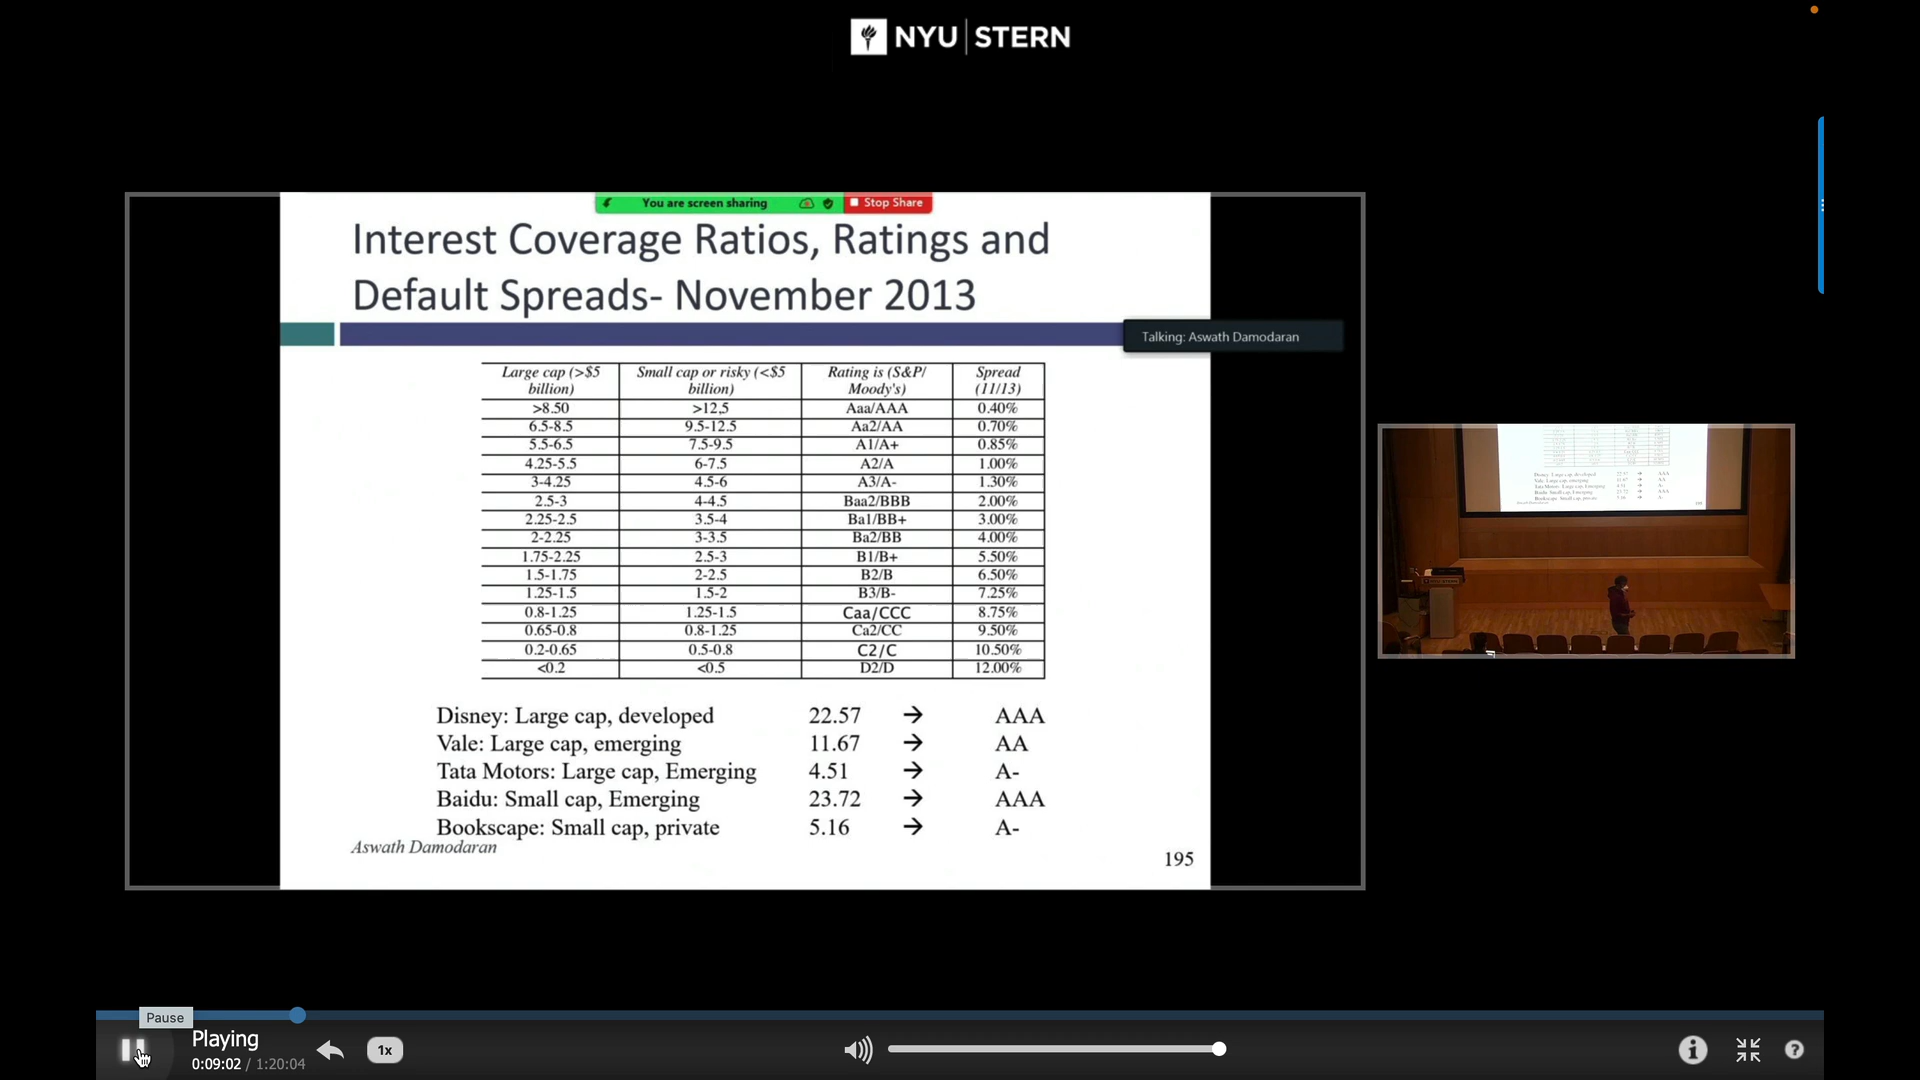 NYU STERN
You are screen sharing
Stop Share
Interest Coverage Ratios, Ratings and
Default Spreads- November 2013
Talking: Aswath Damodaran
Large cap (>$5 billion) Small cap or risky (<$5 billion) Rating is (S&P/ Moody's) Spread (11/13)
>8.50 >12.5 Aaa/AAA 0.40%
6.5-8.5 9.5-12.5 Aa2/AA 0.70%
5.5-6.5 7.5-9.5 A1/A+ 0.85%
4.25-5.5 6-7.5 A2/A 1.00%
3-4.25 4.5-6 A3/A- 1.30%
2.5-3 4-4.5 Baa2/BBB 2.00%
2.25-2.5 3.5-4 Ba1/BB+ 3.00%
2-2.25 3-3.5 Ba2/BB 4.00%
1.75-2.25 2.5-3 B1/B+ 5.50%
1.5-1.75 2-2.5 B2/B 6.50%
1.25-1.5 1.5-2 B3/B- 7.25%
0.8-1.25 1.25-1.5 Caa/CCC 8.75%
0.65-0.8 0.8-1.25 Ca2/CC 9.50%
0.2-0.65 0.5-0.8 C2/C 10.50%
<0.2 <0.5 D2/D 12.00%
Disney: Large cap, developed 22.57 → AAA
Vale: Large cap, emerging 11.67 → AA
Tata Motors: Large cap, Emerging 4.51 → A-
Baidu: Small cap, Emerging 23.72 → AAA
Bookscape: Small cap, private 5.16 → A-
Aswath Damodaran
195
Pause
Playing
0:09:02 / 1:20:04
1x